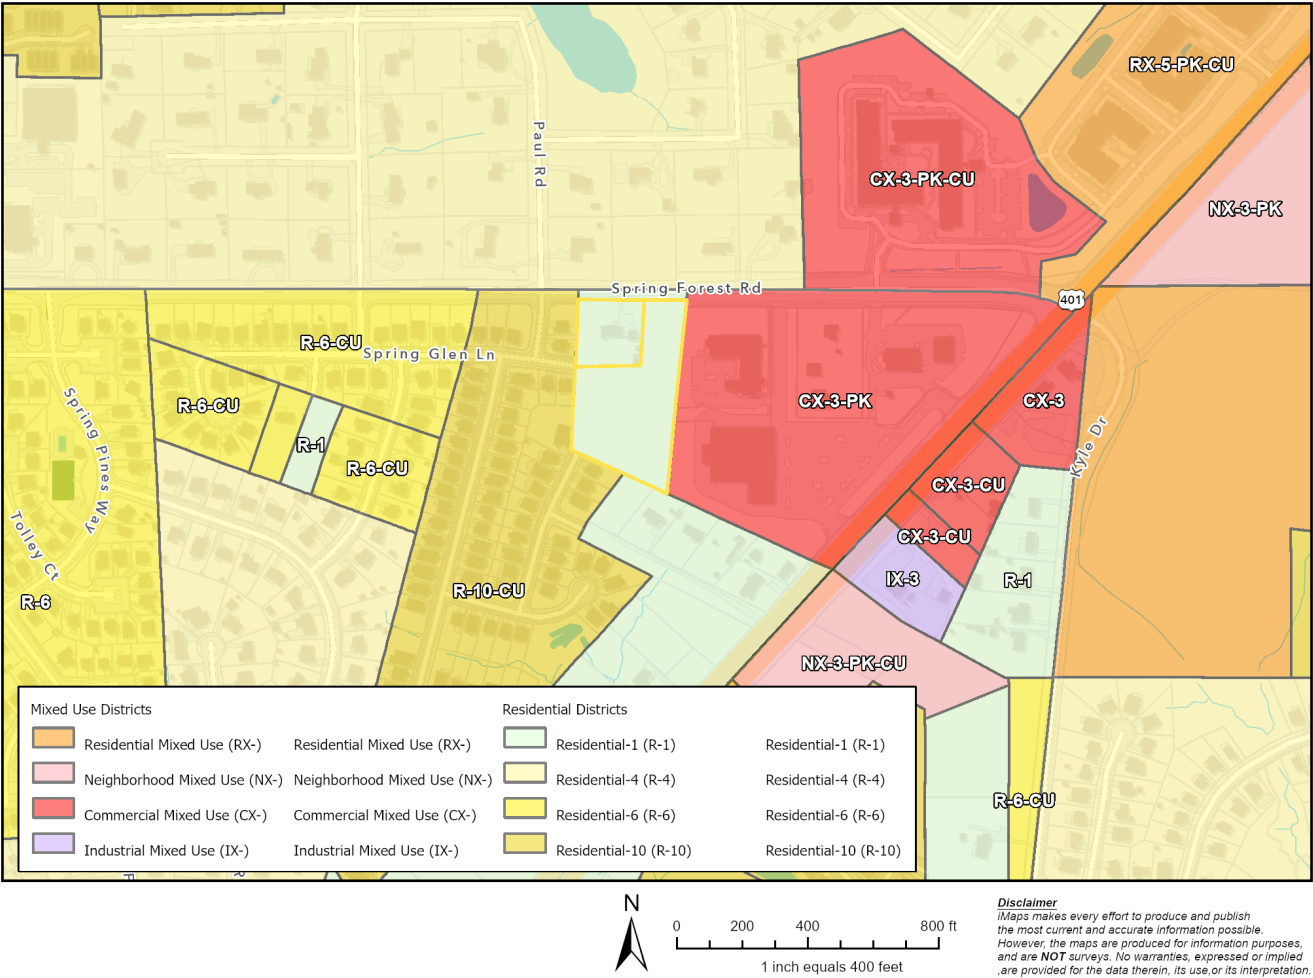 RX-5-PK-CU
Paul Rd
CX-3-PK-CU
NX-3-PK
Spring Forest Rd
401
R-6-CU
Spring Glen Ln
R-6-CU
CX-3-PK
CX-3
Spring Pines Way
R-1
R-6-CU
Kyle Dr
CX-3-CU
Tolley Ct
CX-3-CU
R-10-CU
IX-3
R-1
R-6
NX-3-PK-CU
R-6-CU
Mixed Use Districts
Residential Mixed Use (RX-) Residential Mixed Use (RX-)
Neighborhood Mixed Use (NX-) Neighborhood Mixed Use (NX-)
Commercial Mixed Use (CX-) Commercial Mixed Use (CX-)
Industrial Mixed Use (IX-) Industrial Mixed Use (IX-)
Residential Districts
Residential-1 (R-1) Residential-1 (R-1)
Residential-4 (R-4) Residential-4 (R-4)
Residential-6 (R-6) Residential-6 (R-6)
Residential-10 (R-10) Residential-10 (R-10)
N
0 200 400 800 ft
1 inch equals 400 feet
Disclaimer
iMaps makes every effort to produce and publish
the most current and accurate information possible.
However, the maps are produced for information purposes,
and are NOT surveys. No warranties, expressed or implied
,are provided for the data therein, its use,or its interpretation.